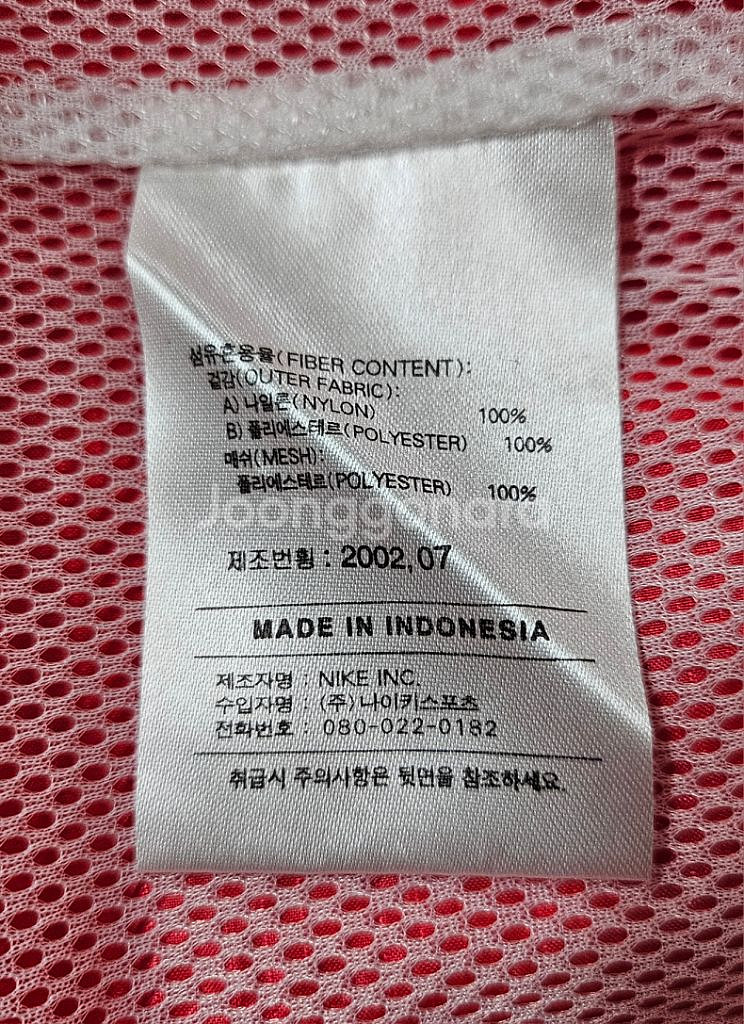 섬유혼용율(FIBER CONTENT):
겉감(OUTER FABRIC):
A) 나일론(NYLON) 100%
B) 폴리에스테르(POLYESTER) 100%
매쉬(MESH):
폴리에스테르(POLYESTER) 100%
Joonggonara
제조번횡 : 2002.07
MADE IN INDONESIA
제조자명 : NIKE INC.
수입자명 : (주)나이키스포츠
전화번호 : 080-022-0182
취급시 주의사항은 뒷면을 참조하세요.